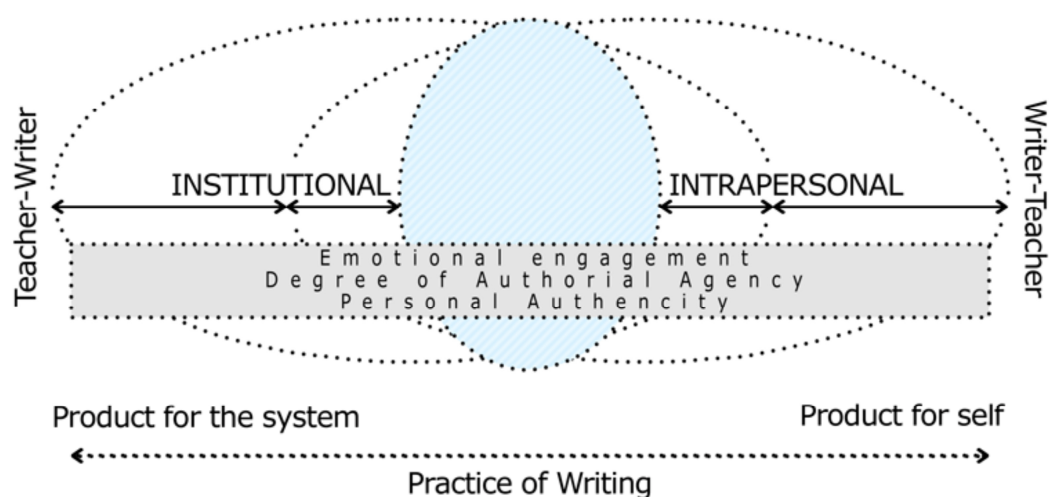 Teacher-Writer
INSTITUTIONAL
INTRAPERSONAL
Writer-Teacher
Emotional engagement
Degree of Authorial Agency
Personal Authencity
Product for the system
Product for self
Practice of Writing